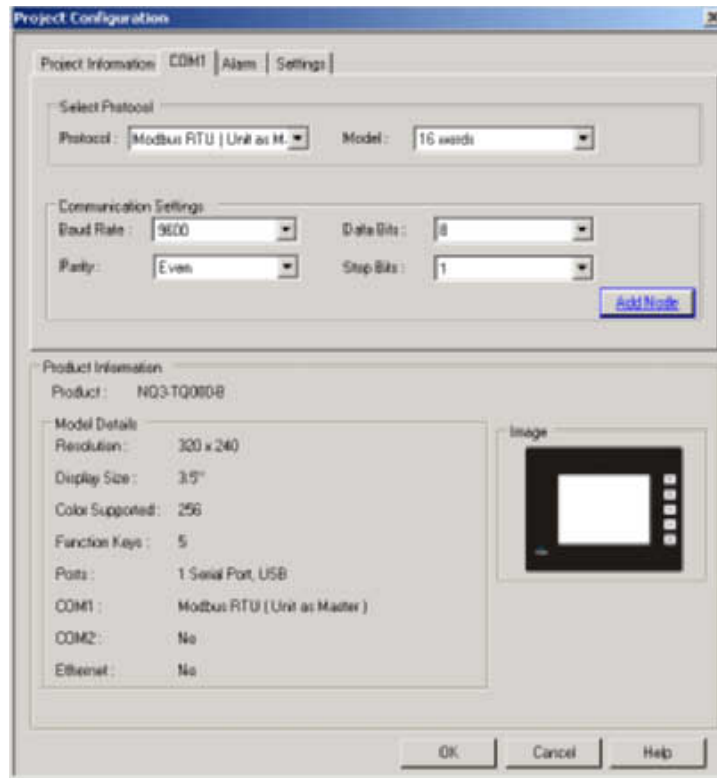 Project Configuration
Project Information COM1 Alarm Settings
Select Protocol
Protocol : Modbus RTU ( Unit as M Model : 16 words
Communication Settings
Baud Rate : 9600 Data Bits : 8
Parity : Even Stop Bits : 1
Add Node
Product Information
Product : NQ3-TQ000-B
Model Details
Image
Resolution : 320 x 240
Display Size : 3.5"
Color Supported : 256
Function Keys : 5
Ports : 1 Serial Port, USB
COM1 : Modbus RTU ( Unit as Master )
COM2 : No
Ethernet : No
OK Cancel Help